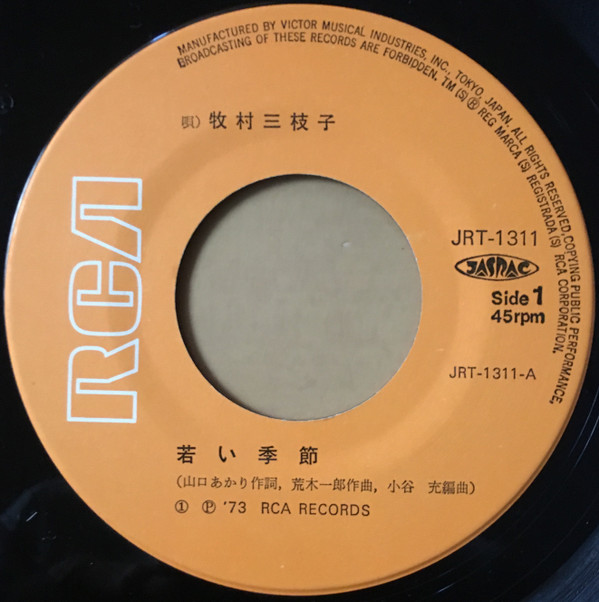 MANUFACTURED BY VICTOR MUSICAL INDUSTRIES, INC., TOKYO, JAPAN. ALL RIGHTS RESERVED, COPYING PUBLIC PERFORMANCE,
BROADCASTING OF THESE RECORDS ARE FORBIDDEN. TM (S) ® REG MARCA (S) REGISTRADA (S) RCA CORPORATION.
唄) 牧村三枝子
RCA
JRT-1311
JASRAC
Side 1
45rpm
JRT-1311-A
若い季節
(山口あかり作詞, 荒木一郎作曲, 小谷 充編曲)
① ℗ '73 RCA RECORDS